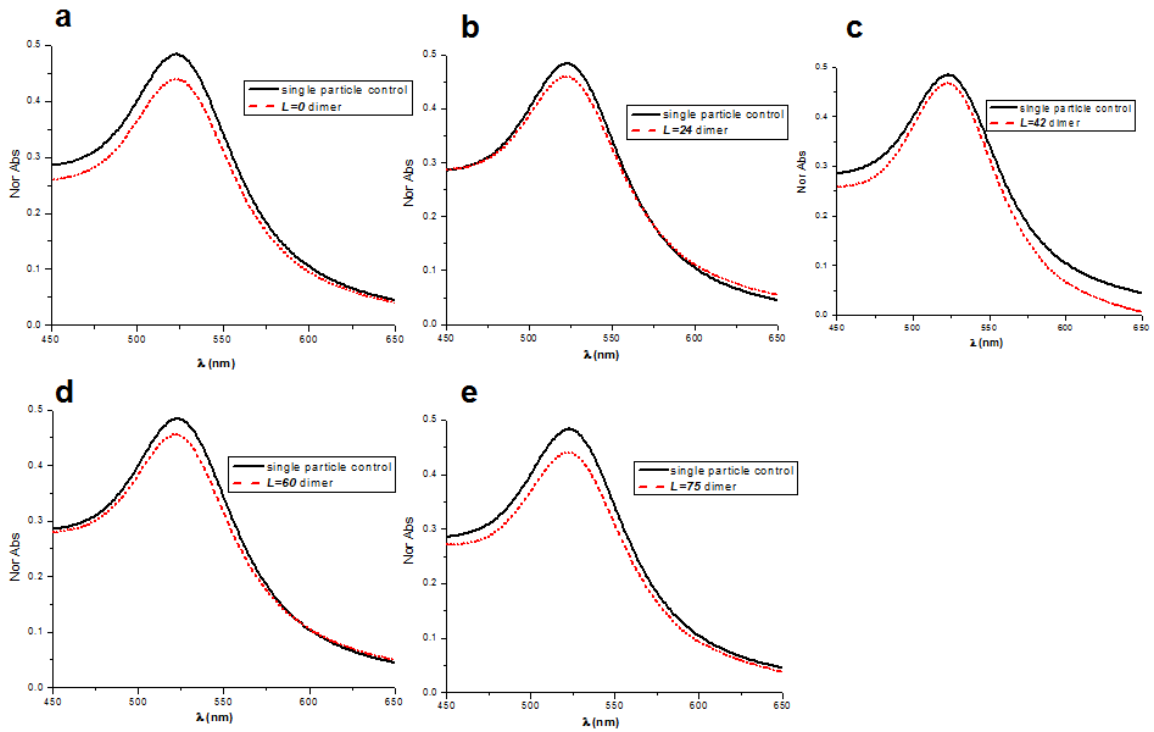 a
0.5
0.4
0.3
0.2
0.1
0.0
Nor Abs
single particle control
L=0 dimer
450 500 550 600 650
λ (nm)
b
0.5
0.4
0.3
0.2
0.1
0.0
Nor Abs
single particle control
L=24 dimer
450 500 550 600 650
λ (nm)
c
0.5
0.4
0.3
0.2
0.1
0.0
Nor Abs
single particle control
L=42 dimer
450 500 550 600 650
λ (nm)
d
0.5
0.4
0.3
0.2
0.1
0.0
Nor Abs
single particle control
L=60 dimer
450 500 550 600 650
λ (nm)
e
0.5
0.4
0.3
0.2
0.1
0.0
Nor Abs
single particle control
L=75 dimer
450 500 550 600 650
λ (nm)